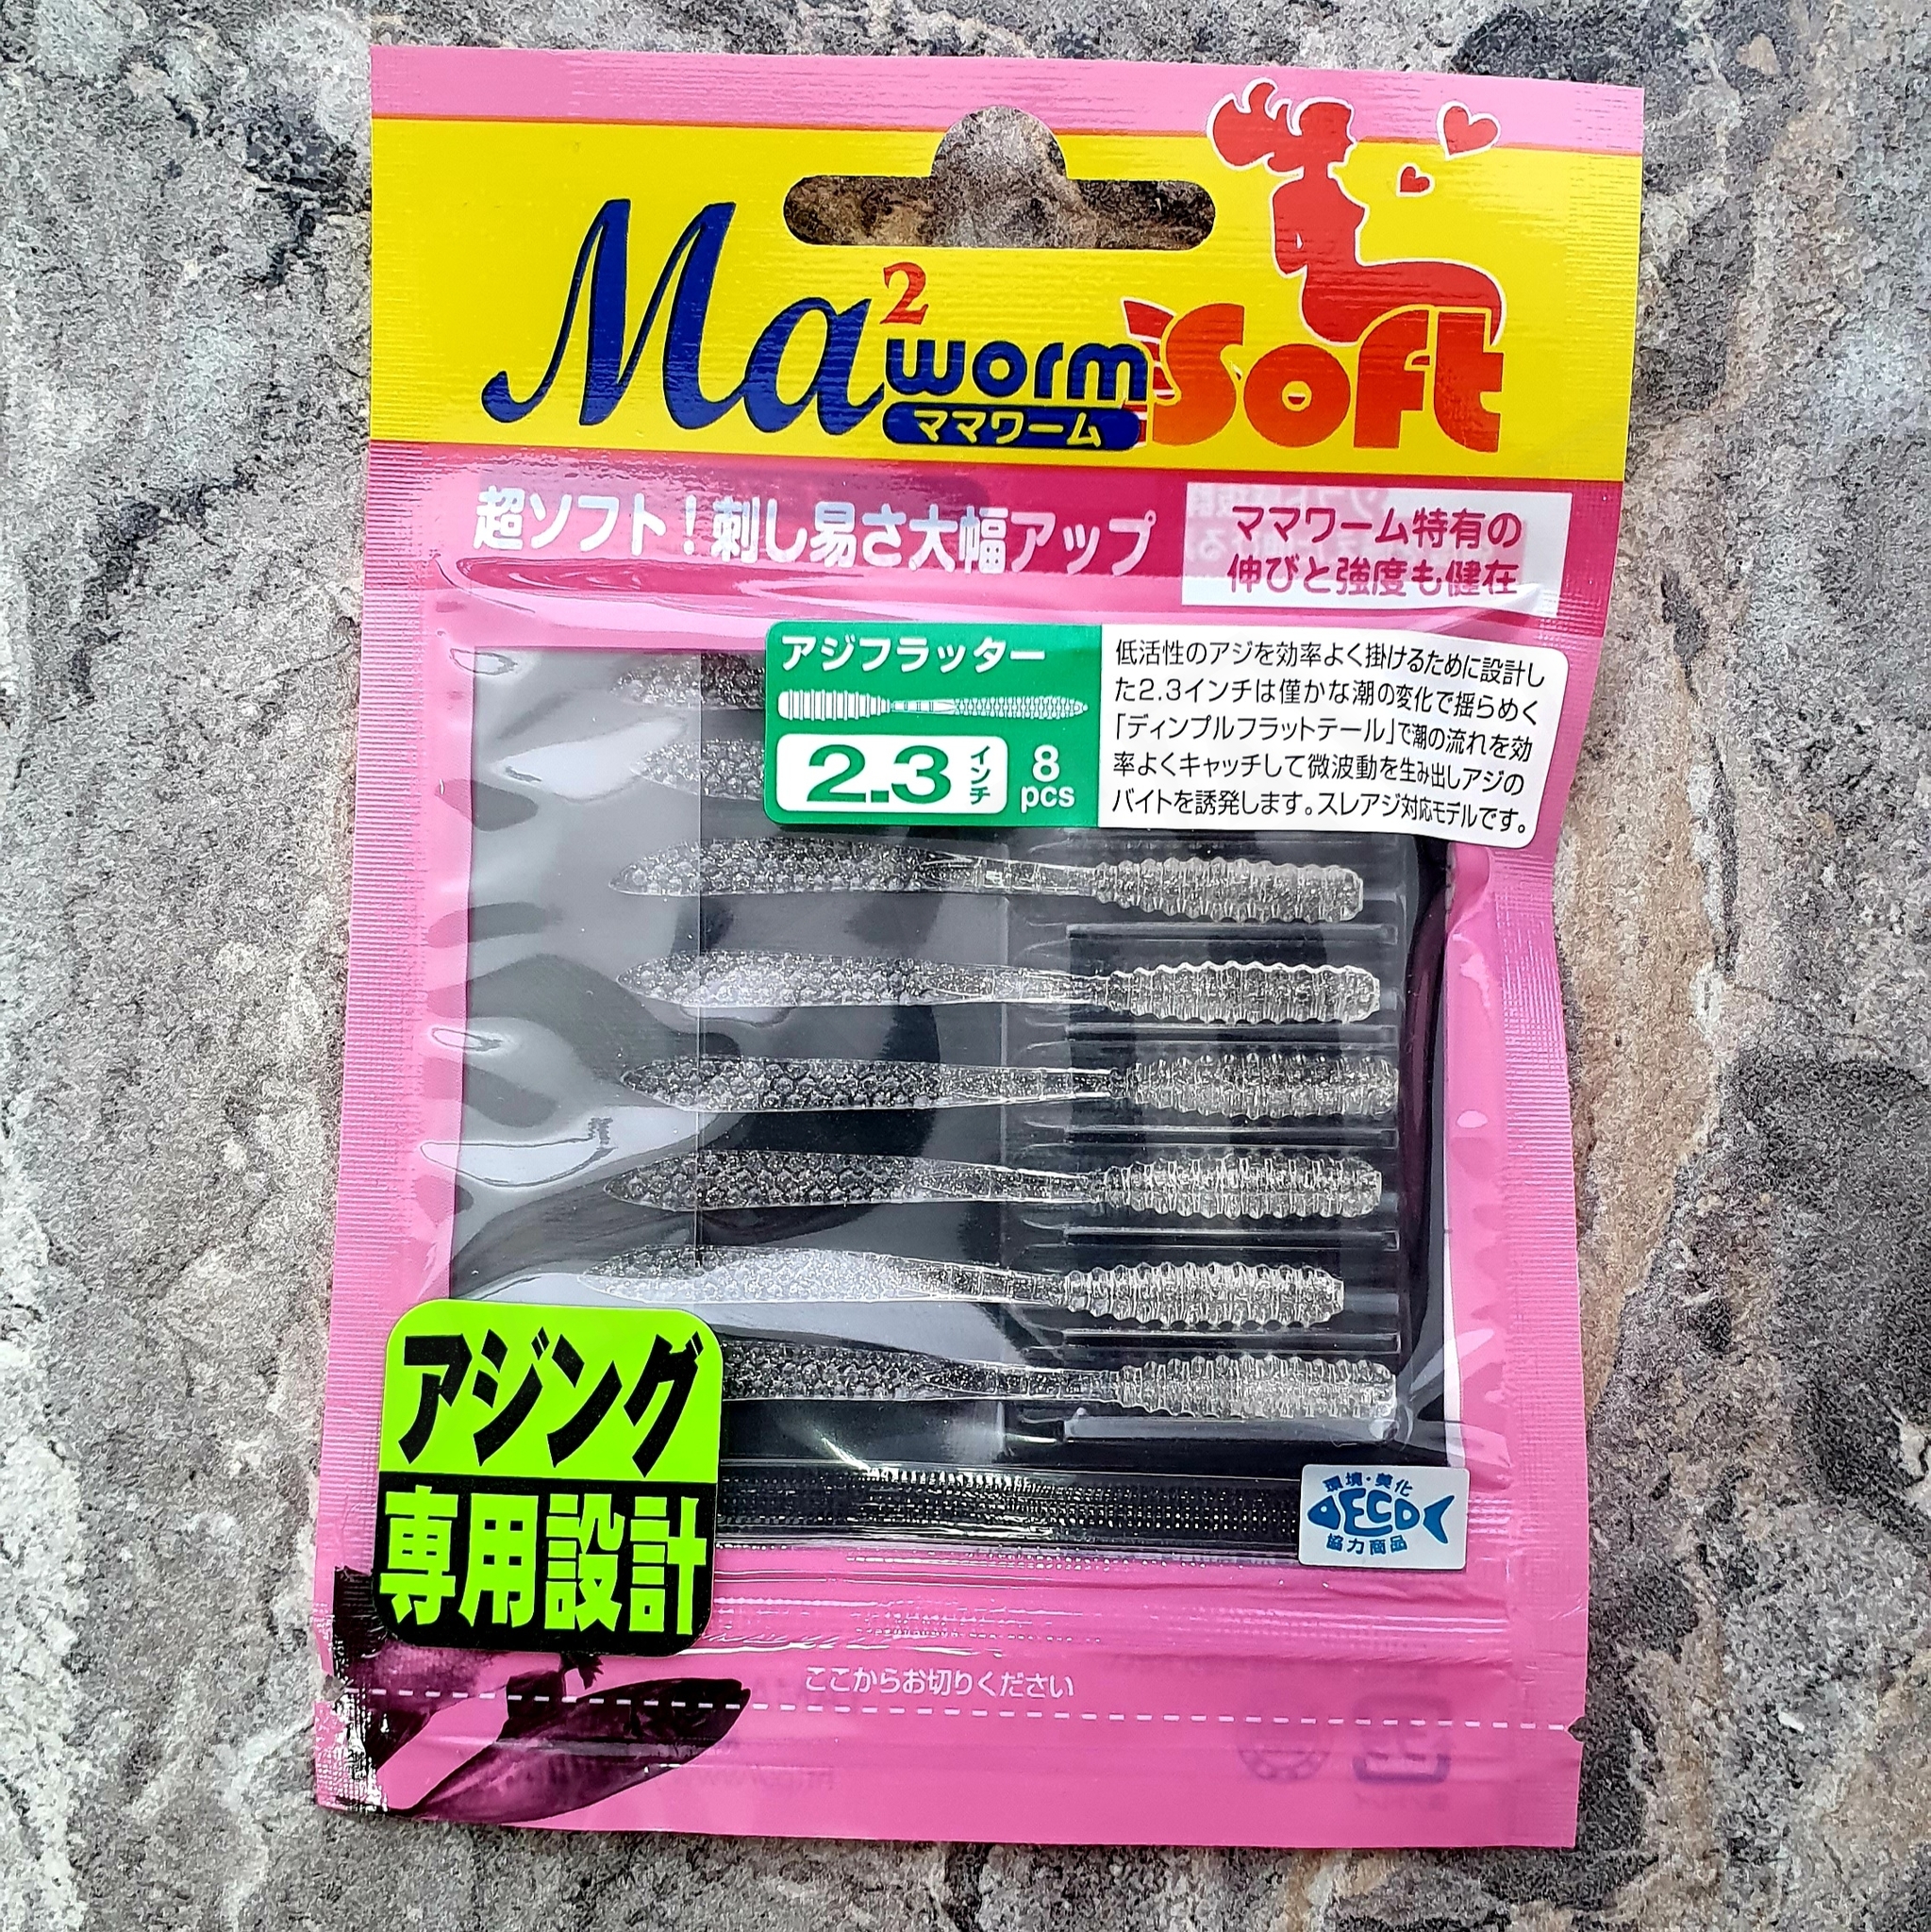 Ma2 worm Soft
ママワーム
超ソフト!刺し易さ大幅アップ
ママワーム特有の
伸びと強度も健在
アジフラッター
2.3インチ
8
pcs
低活性のアジを効率よく掛けるために設計し
た2.3インチは僅かな潮の変化で揺らめく
「ディンプルフラットテール」で潮の流れを効
率よくキャッチして微波動を生み出しアジの
バイトを誘発します。スレアジ対応モデルです。
アジング
専用設計
環境・美化
ECO
協力商品
ここからお切りください